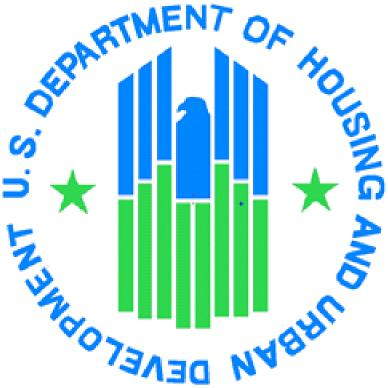 U.S. DEPARTMENT OF HOUSING AND URBAN DEVELOPMENT